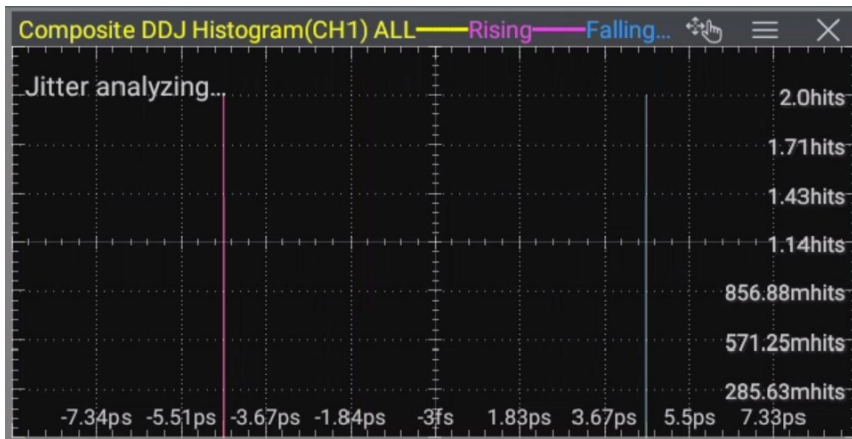 Composite DDJ Histogram(CH1) ALL Rising Falling...
Jitter analyzing...
2.0hits
1.71hits
1.43hits
1.14hits
856.88mhits
571.25mhits
285.63mhits
-7.34ps -5.51ps -3.67ps -1.84ps -3fs 1.83ps 3.67ps 5.5ps 7.33ps